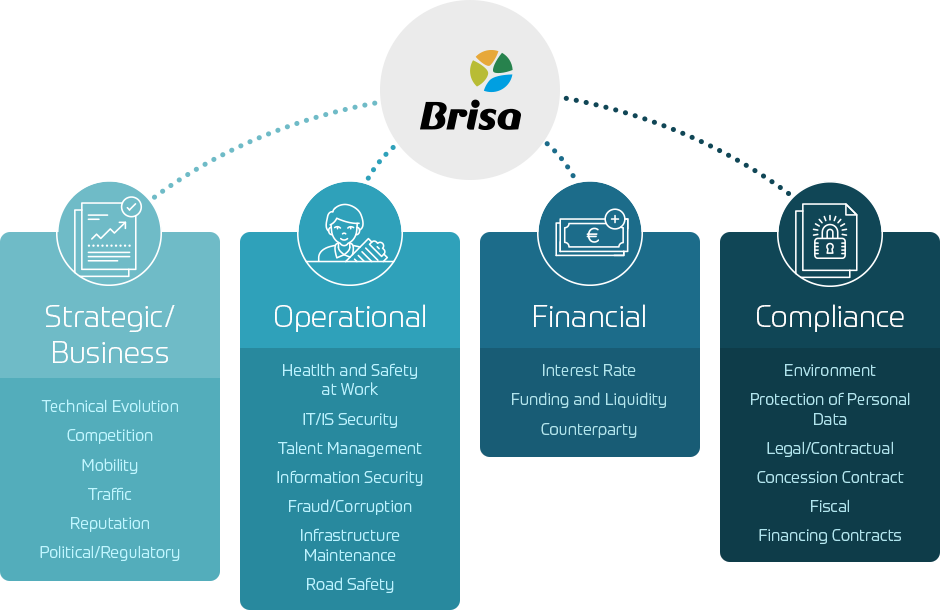 Brisa
Strategic/
Business
Technical Evolution
Competition
Mobility
Traffic
Reputation
Political/Regulatory
Operational
Heatlth and Safety
at Work
IT/IS Security
Talent Management
Information Security
Fraud/Corruption
Infrastructure
Maintenance
Road Safety
€
Financial
Interest Rate
Funding and Liquidity
Counterparty
Compliance
Environment
Protection of Personal
Data
Legal/Contractual
Concession Contract
Fiscal
Financing Contracts